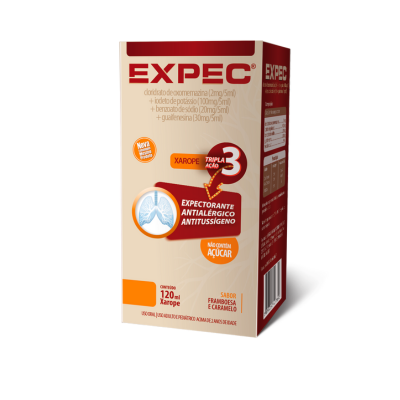 EXPEC®
cloridrato de oxomemazina (2mg/5ml)
+ iodeto de potássio (100mg/5ml)
+ benzoato de sódio (20mg/5ml)
+ guaifenesina (30mg/5ml)
Nova
XAROPE TRIPLA AÇÃO 3
EXPECTORANTE
ANTIALÉRGICO
ANTITUSSÍGENO
NÃO CONTÉM
AÇÚCAR
CONTEÚDO
120 ml
Xarope
SABOR
FRAMBOESA
E CARAMELO
USO ORAL | USO ADULTO E PEDIÁTRICO ACIMA DE 2 ANOS DE IDADE
EXPEC®